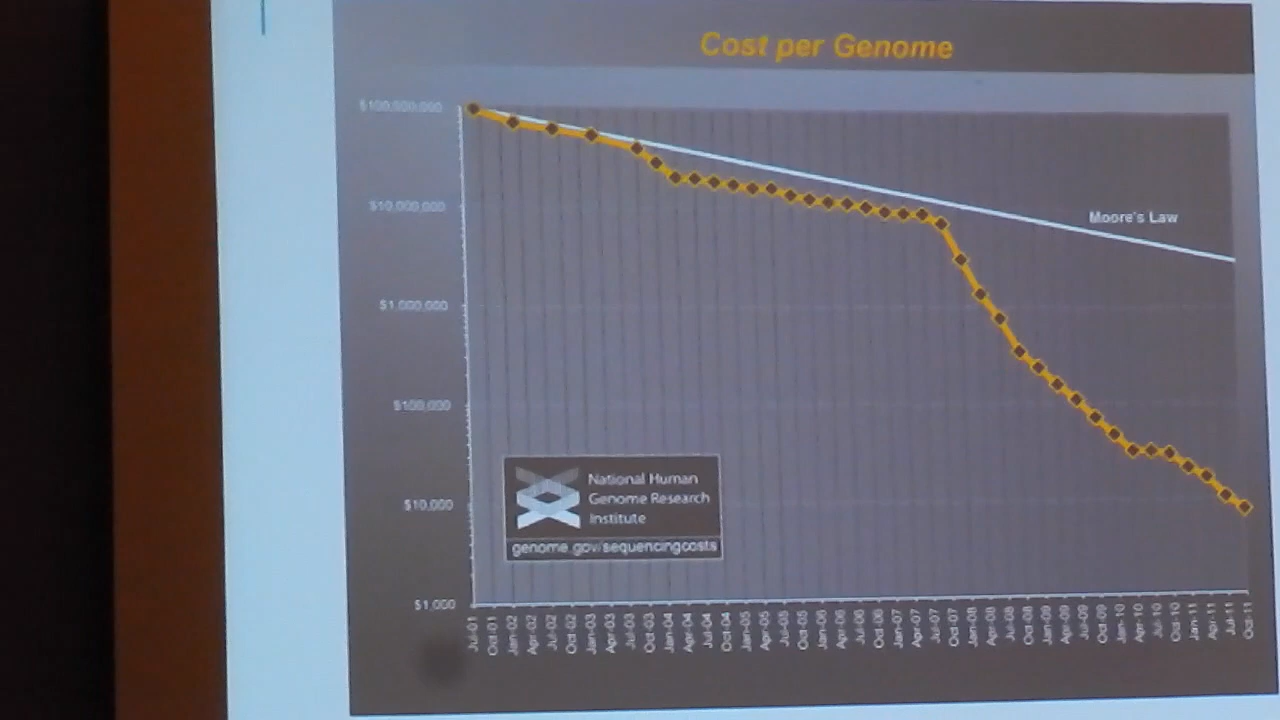 Cost per Genome
$100,000,000
$10,000,000
$1,000,000
$100,000
$10,000
$1,000
Moore's Law
National Human
Genome Research
Institute
genome.gov/sequencingcosts
Jul-01
Oct-01
Jan-02
Apr-02
Jul-02
Oct-02
Jan-03
Apr-03
Jul-03
Oct-03
Jan-04
Apr-04
Jul-04
Oct-04
Jan-05
Apr-05
Jul-05
Oct-05
Jan-06
Apr-06
Jul-06
Oct-06
Jan-07
Apr-07
Jul-07
Oct-07
Jan-08
Apr-08
Jul-08
Oct-08
Jan-09
Apr-09
Jul-09
Oct-09
Jan-10
Apr-10
Jul-10
Oct-10
Jan-11
Apr-11
Jul-11
Oct-11